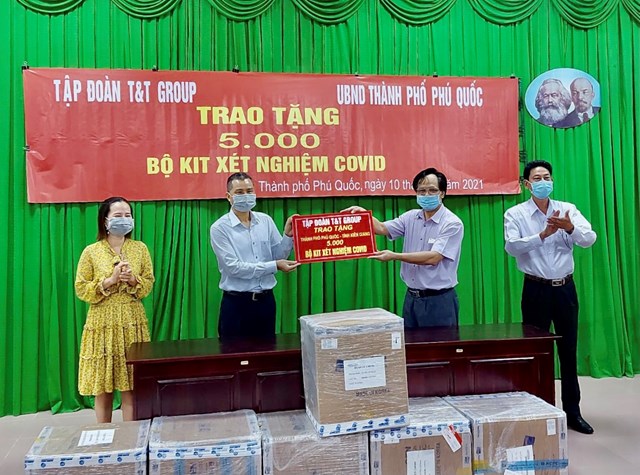 TẬP ĐOÀN T&T GROUP
UBND THÀNH PHỐ PHÚ QUỐC
TRAO TẶNG
5.000
BỘ KIT XÉT NGHIỆM COVID
Thành phố Phú Quốc, ngày 10 năm 2021
TẬP ĐOÀN T&T GROUP
TRAO TẶNG
THÀNH PHỐ PHÚ QUỐC - TỈNH KIÊN GIANG
5.000
BỘ KIT XÉT NGHIỆM COVID